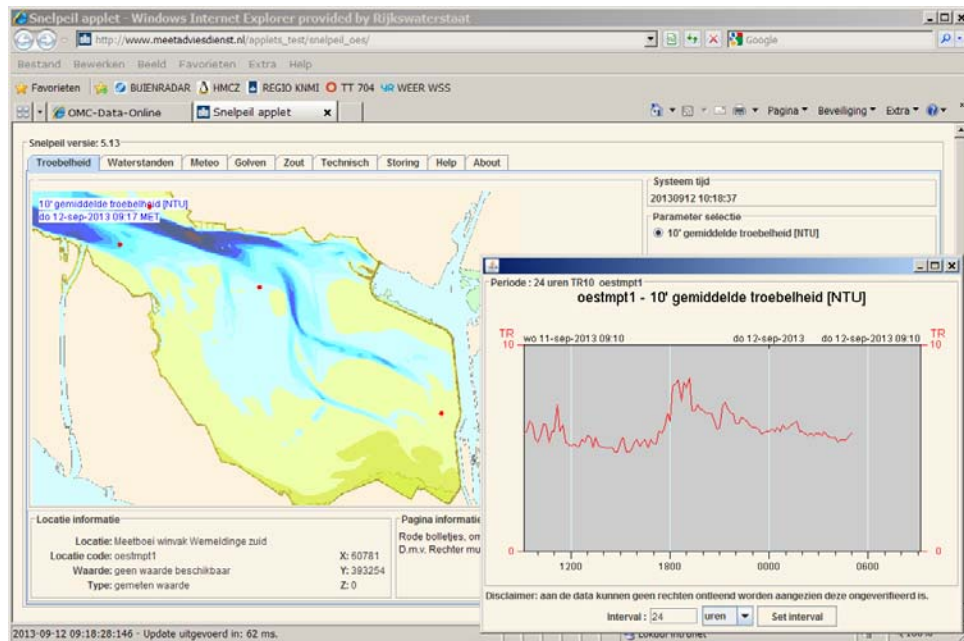 Snelpeil applet - Windows Internet Explorer provided by Rijkswaterstaat
http://www.meetadviesdienst.nl/applets_test/snelpeil_oes/
Google
Bestand Bewerken Beeld Favorieten Extra Help
Favorieten BUIENRADAR HMCZ REGIO KNMI TT 704 WEER WSS
OMC-Data-Online Snelpeil applet x Pagina Beveiliging Extra
Snelpeil versie: 5.13
Troebelheid Waterstanden Meteo Golven Zout Technisch Storing Help About
10' gemiddelde troebelheid [NTU]
do 12-sep-2013 09:17 MET
Systeem tijd
20130912 10:18:37
Parameter selectie
10' gemiddelde troebelheid [NTU]
Periode : 24 uren TR10 oestmpt1
oestmpt1 - 10' gemiddelde troebelheid [NTU]
TR TR
wo 11-sep-2013 09:10 do 12-sep-2013 do 12-sep-2013 09:10
10 10
0 0
1200 1800 0000 0600
Disclaimer: aan de data kunnen geen rechten ontleend worden aangezien deze ongeverifieerd is.
Interval : 24 uren Set interval
Locatie informatie
Locatie: Meetboei winvak Wemeldinge zuid
Locatie code: oestmpt1 X: 60781
Waarde: geen waarde beschikbaar Y: 393254
Type: gemeten waarde Z: 0
Pagina informatie
Rode bolletjes, om
D.m.v. Rechter mu
2013-09-12 09:18:28:146 - Update uitgevoerd in: 62 ms.
Lokaal intranet